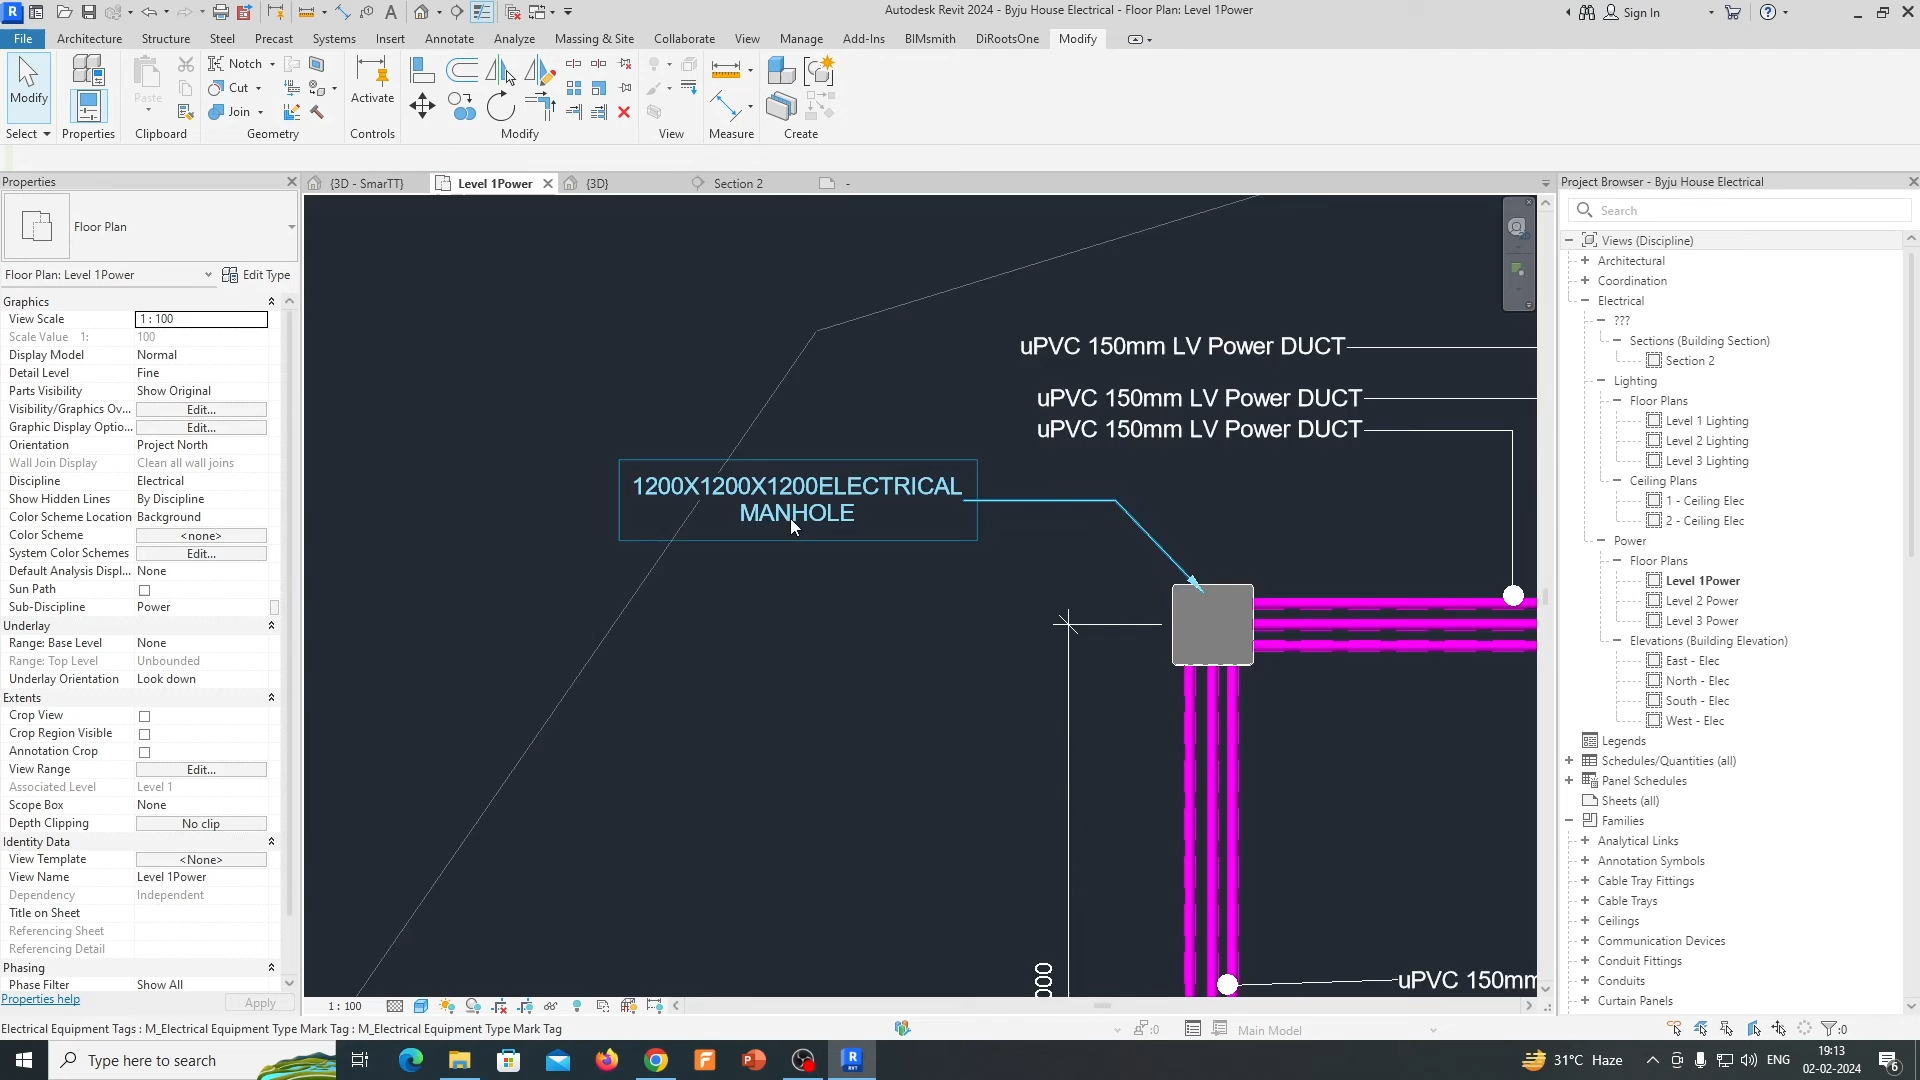 Autodesk Revit 2024 - Byju House Electrical - Floor Plan: Level 1Power
Sign In
File
Architecture
Structure
Steel
Precast
Systems
Insert
Annotate
Analyze
Massing & Site
Collaborate
View
Manage
Add-Ins
BIMsmith
DiRootsOne
Modify
Modify
Paste
Notch
Cut
Join
Activate
Select
Properties
Clipboard
Geometry
Controls
Modify
View
Measure
Create
Properties
{3D - SmarTT}
Level 1Power
{3D}
Section 2
-
Project Browser - Byju House Electrical
Floor Plan
Floor Plan: Level 1Power
Edit Type
Graphics
View Scale 1 : 100
Scale Value 1: 100
Display Model Normal
Detail Level Fine
Parts Visibility Show Original
Visibility/Graphics Ov... Edit...
Graphic Display Optio... Edit...
Orientation Project North
Wall Join Display Clean all wall joins
Discipline Electrical
Show Hidden Lines By Discipline
Color Scheme Location Background
Color Scheme <none>
System Color Schemes Edit...
Default Analysis Displ... None
Sun Path
Sub-Discipline Power
Underlay
Range: Base Level None
Range: Top Level Unbounded
Underlay Orientation Look down
Extents
Crop View
Crop Region Visible
Annotation Crop
View Range Edit...
Associated Level Level 1
Scope Box None
Depth Clipping No clip
Identity Data
View Template <None>
View Name Level 1Power
Dependency Independent
Title on Sheet
Referencing Sheet
Referencing Detail
Phasing
Phase Filter Show All
Properties help
Apply
uPVC 150mm LV Power DUCT
uPVC 150mm LV Power DUCT
uPVC 150mm LV Power DUCT
1200X1200X1200ELECTRICAL
MANHOLE
000
uPVC 150mm
Search
Views (Discipline)
Architectural
Coordination
Electrical
???
Sections (Building Section)
Section 2
Lighting
Floor Plans
Level 1 Lighting
Level 2 Lighting
Level 3 Lighting
Ceiling Plans
1 - Ceiling Elec
2 - Ceiling Elec
Power
Floor Plans
Level 1Power
Level 2 Power
Level 3 Power
Elevations (Building Elevation)
East - Elec
North - Elec
South - Elec
West - Elec
Legends
Schedules/Quantities (all)
Panel Schedules
Sheets (all)
Families
Analytical Links
Annotation Symbols
Cable Tray Fittings
Cable Trays
Ceilings
Communication Devices
Conduit Fittings
Conduits
Curtain Panels
1 : 100
Electrical Equipment Tags : M_Electrical Equipment Type Mark Tag : M_Electrical Equipment Type Mark Tag
:0
Main Model
:0
Type here to search
31°C Haze
ENG
19:13
02-02-2024
6